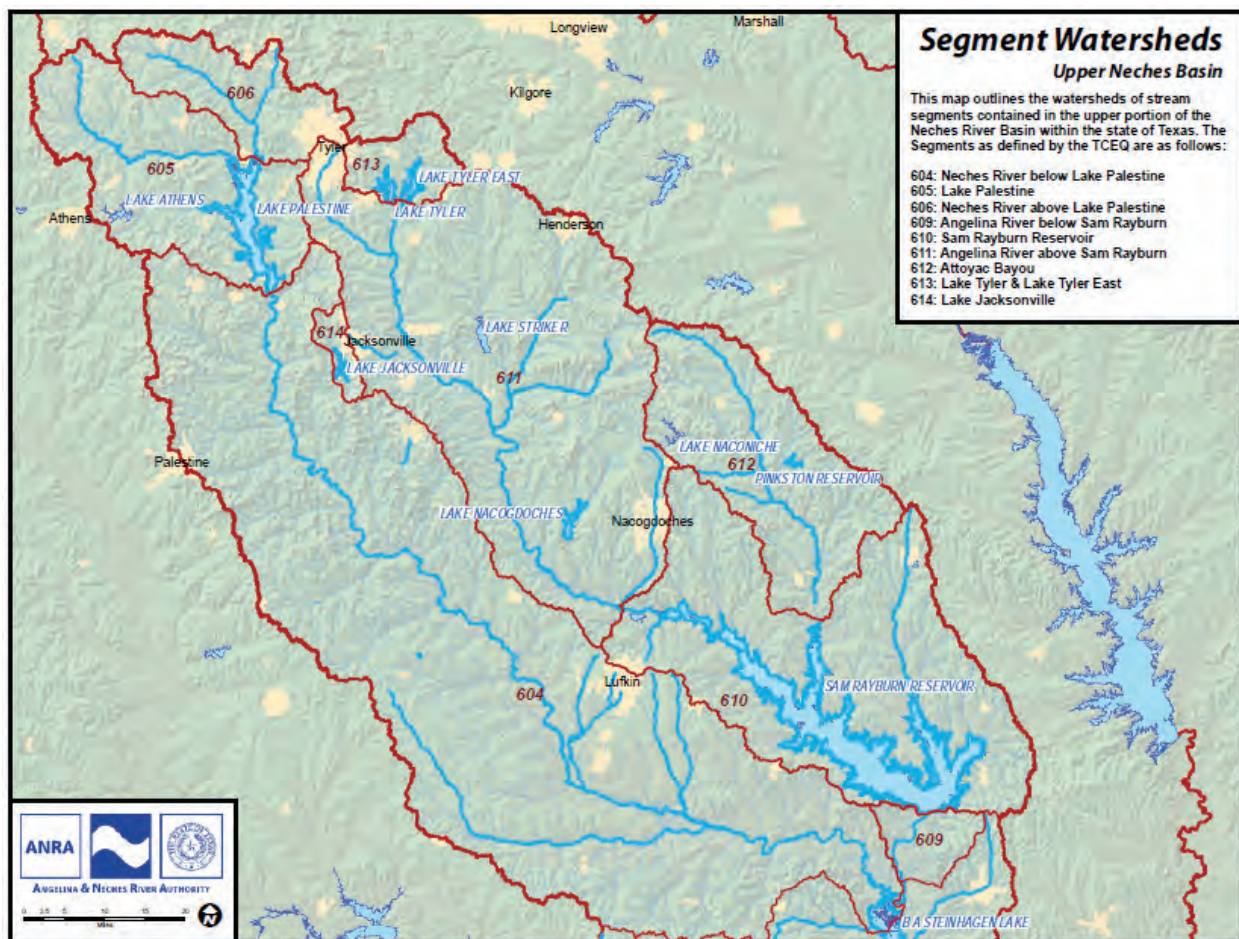 Segment Watersheds
Upper Neches Basin
This map outlines the watersheds of stream
segments contained in the upper portion of the
Neches River Basin within the state of Texas. The
Segments as defined by the TCEQ are as follows:
604: Neches River below Lake Palestine
605: Lake Palestine
606: Neches River above Lake Palestine
609: Angelina River below Sam Rayburn
610: Sam Rayburn Reservoir
611: Angelina River above Sam Rayburn
612: Attoyac Bayou
613: Lake Tyler & Lake Tyler East
614: Lake Jacksonville
Longview
Marshall
Kilgore
606
Tyler
613
605
LAKE TYLER EAST
LAKE ATHENS
LAKE PALESTINE
LAKE TYLER
Athens
Henderson
LAKE STRIKER
614
Jacksonville
LAKE JACKSONVILLE
611
LAKE NACONICHE
Palestine
612
PINKSTON RESERVOIR
LAKE NACOGDOCHES
Nacogdoches
Lufkin
SAM RAYBURN RESERVOIR
604
610
609
B A STEINHAGEN LAKE
ANRA
ANGELINA & NECHES RIVER AUTHORITY
0 2.5 5 10 15 20
Miles
N